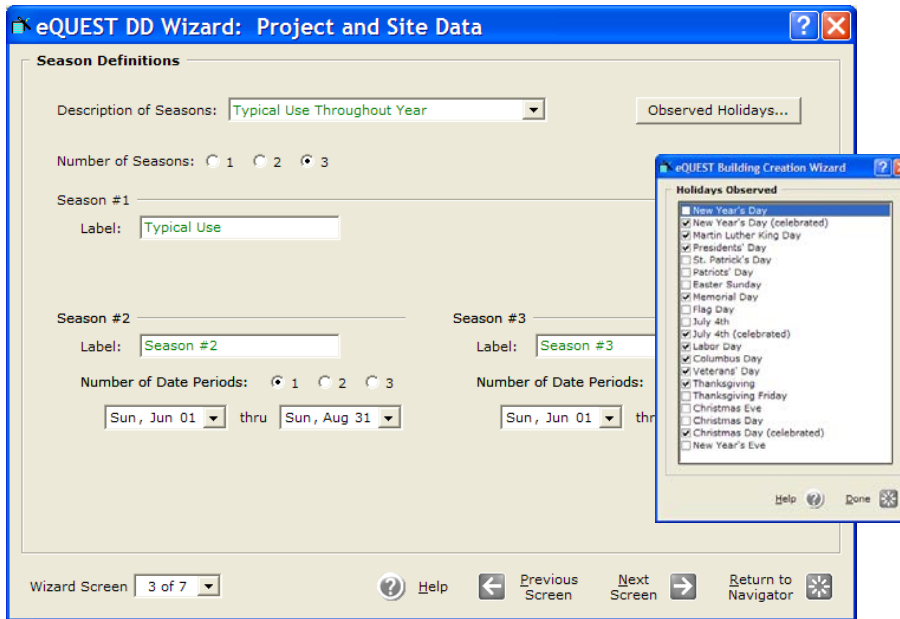 eQUEST DD Wizard: Project and Site Data
Season Definitions
Description of Seasons: Typical Use Throughout Year
Observed Holidays...
Number of Seasons: 1 2 3
Season #1
Label: Typical Use
Season #2
Label: Season #2
Number of Date Periods: 1 2 3
Sun, Jun 01 thru Sun, Aug 31
Season #3
Label: Season #3
Number of Date Periods:
Sun, Jun 01 thr
eQUEST Building Creation Wizard
Holidays Observed
New Year's Day
New Year's Day (celebrated)
Martin Luther King Day
Presidents' Day
St. Patrick's Day
Patriots' Day
Easter Sunday
Memorial Day
Flag Day
July 4th
July 4th (celebrated)
Labor Day
Columbus Day
Veterans' Day
Thanksgiving
Thanksgiving Friday
Christmas Eve
Christmas Day
Christmas Day (celebrated)
New Year's Eve
Help
Done
Wizard Screen 3 of 7
Help
Previous
Screen
Next
Screen
Return to
Navigator